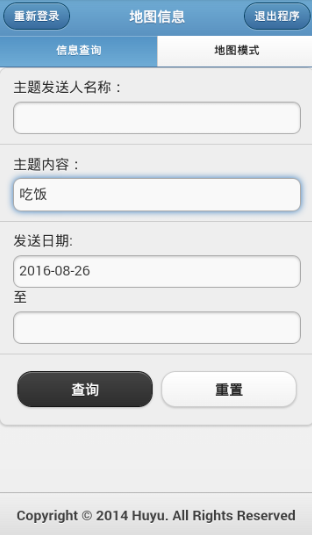 重新登录 地图信息 退出程序
信息查询 地图模式
主题发送人名称：
主题内容：
吃饭
发送日期:
2016-08-26
至
查询 重置
Copyright © 2014 Huyu. All Rights Reserved